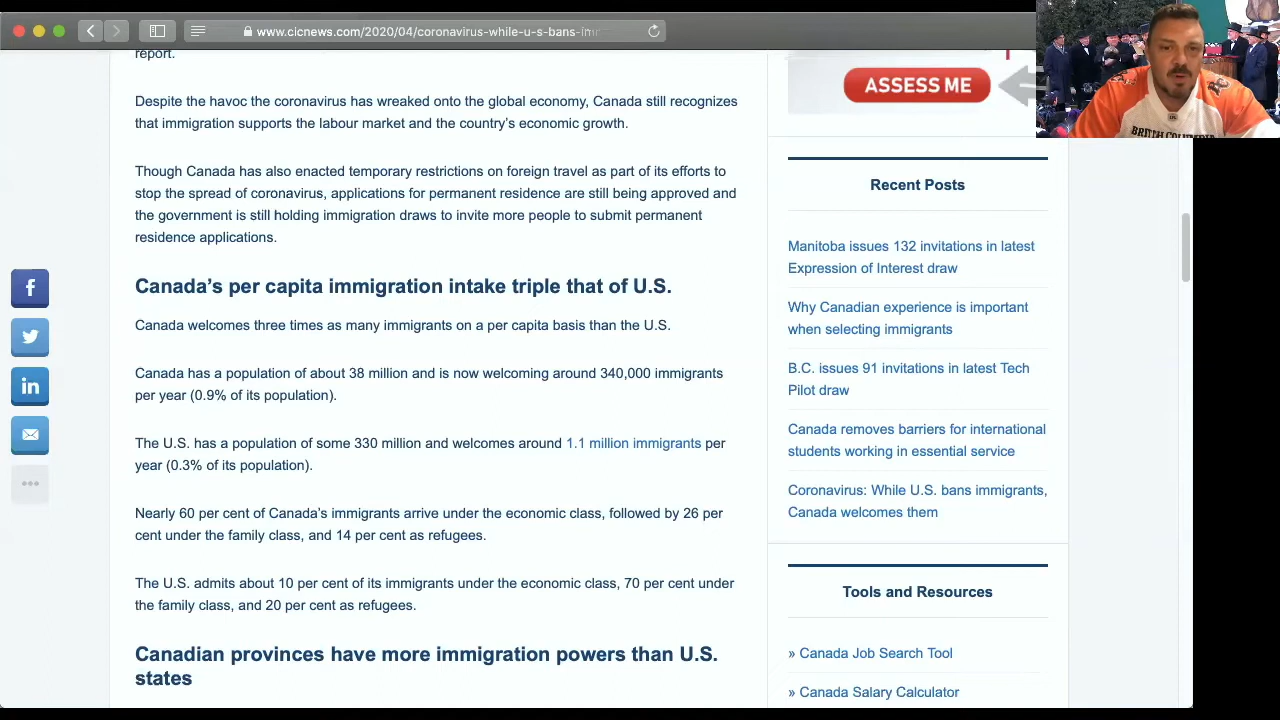 www.cicnews.com/2020/04/coronavirus-while-u-s-bans-im
report.
Despite the havoc the coronavirus has wreaked onto the global economy, Canada still recognizes
that immigration supports the labour market and the country’s economic growth.
Though Canada has also enacted temporary restrictions on foreign travel as part of its efforts to
stop the spread of coronavirus, applications for permanent residence are still being approved and
the government is still holding immigration draws to invite more people to submit permanent
residence applications.
Canada’s per capita immigration intake triple that of U.S.
Canada welcomes three times as many immigrants on a per capita basis than the U.S.
Canada has a population of about 38 million and is now welcoming around 340,000 immigrants
per year (0.9% of its population).
The U.S. has a population of some 330 million and welcomes around 1.1 million immigrants per
year (0.3% of its population).
Nearly 60 per cent of Canada’s immigrants arrive under the economic class, followed by 26 per
cent under the family class, and 14 per cent as refugees.
The U.S. admits about 10 per cent of its immigrants under the economic class, 70 per cent under
the family class, and 20 per cent as refugees.
Canadian provinces have more immigration powers than U.S.
states
ASSESS ME
Recent Posts
Manitoba issues 132 invitations in latest
Expression of Interest draw
Why Canadian experience is important
when selecting immigrants
B.C. issues 91 invitations in latest Tech
Pilot draw
Canada removes barriers for international
students working in essential service
Coronavirus: While U.S. bans immigrants,
Canada welcomes them
Tools and Resources
» Canada Job Search Tool
» Canada Salary Calculator
BRITISH